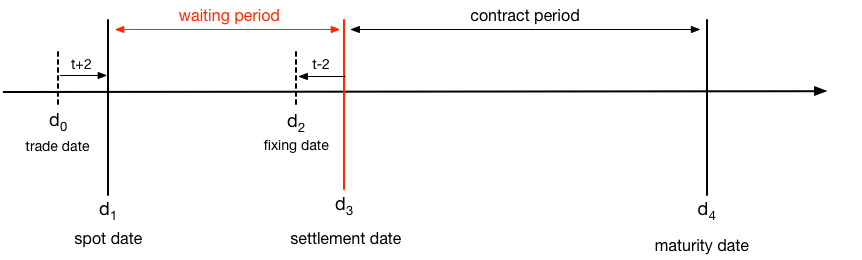 waiting period
contract period
t+2
t-2
d0
d2
trade date
fixing date
d1
d3
d4
spot date
settlement date
maturity date